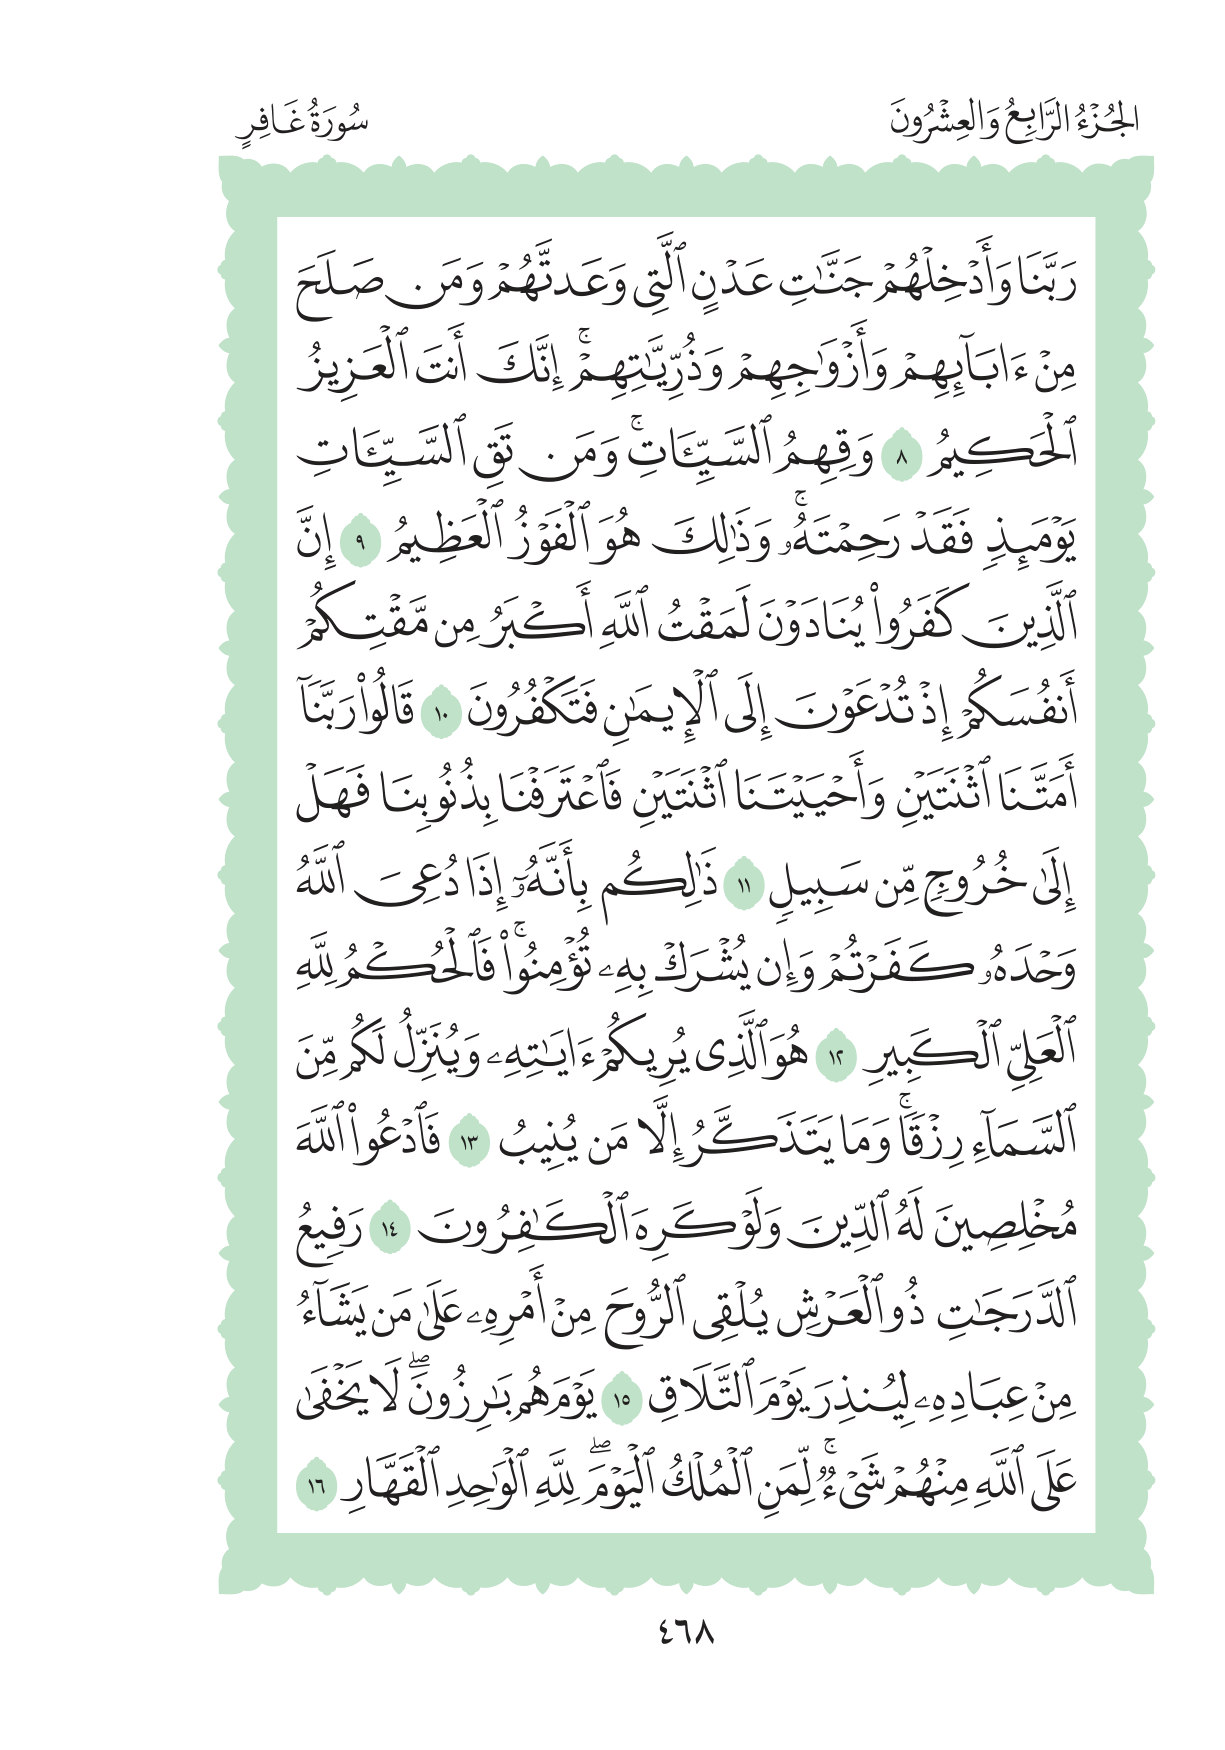 الجُزْءُ الرَّابِعُ وَالعِشْرُونَ
سُورَةُ غَافِرٍ
رَبَّنَا وَأَدْخِلْهُمْ جَنَّٰتِ عَدْنٍ ٱلَّتِي وَعَدتَّهُمْ وَمَن صَلَحَ
مِنْ ءَابَآئِهِمْ وَأَزْوَٰجِهِمْ وَذُرِّيَّٰتِهِمْۚ إِنَّكَ أَنتَ ٱلْعَزِيزُ
ٱلْحَكِيمُ ٨ وَقِهِمُ ٱلسَّيِّـَٔاتِۚ وَمَن تَقِ ٱلسَّيِّـَٔاتِ
يَوْمَئِذٍ فَقَدْ رَحِمْتَهُۥۚ وَذَٰلِكَ هُوَ ٱلْفَوْزُ ٱلْعَظِيمُ ٩ إِنَّ
ٱلَّذِينَ كَفَرُوا۟ يُنَادَوْنَ لَمَقْتُ ٱللَّهِ أَكْبَرُ مِن مَّقْتِكُمْ
أَنفُسَكُمْ إِذْ تُدْعَوْنَ إِلَى ٱلْإِيمَٰنِ فَتَكْفُرُونَ ١٠ قَالُوا۟ رَبَّنَآ
أَمَتَّنَا ٱثْنَتَيْنِ وَأَحْيَيْتَنَا ٱثْنَتَيْنِ فَٱعْتَرَفْنَا بِذُنُوبِنَا فَهَلْ
إِلَىٰ خُرُوجٍ مِّن سَبِيلٍ ١١ ذَٰلِكُم بِأَنَّهُۥٓ إِذَا دُعِىَ ٱللَّهُ
وَحْدَهُۥ كَفَرْتُمْ وَإِن يُشْرَكْ بِهِۦ تُؤْمِنُوا۟ۚ فَٱلْحُكْمُ لِلَّهِ
ٱلْعَلِىِّ ٱلْكَبِيرِ ١٢ هُوَ ٱلَّذِى يُرِيكُمْ ءَايَٰتِهِۦ وَيُنَزِّلُ لَكُم مِّنَ
ٱلسَّمَآءِ رِزْقًاۚ وَمَا يَتَذَكَّرُ إِلَّا مَن يُنِيبُ ١٣ فَٱدْعُوا۟ ٱللَّهَ
مُخْلِصِينَ لَهُ ٱلدِّينَ وَلَوْ كَرِهَ ٱلْكَٰفِرُونَ ١٤ رَفِيعُ
ٱلدَّرَجَٰتِ ذُو ٱلْعَرْشِ يُلْقِى ٱلرُّوحَ مِنْ أَمْرِهِۦ عَلَىٰ مَن يَشَآءُ
مِنْ عِبَادِهِۦ لِيُنذِرَ يَوْمَ ٱلتَّلَاقِ ١٥ يَوْمَ هُم بَٰرِزُونَۖ لَا يَخْفَىٰ
عَلَى ٱللَّهِ مِنْهُمْ شَىْءٌۚ لِّمَنِ ٱلْمُلْكُ ٱلْيَوْمَۖ لِلَّهِ ٱلْوَٰحِدِ ٱلْقَهَّارِ ١٦
٤٦٨